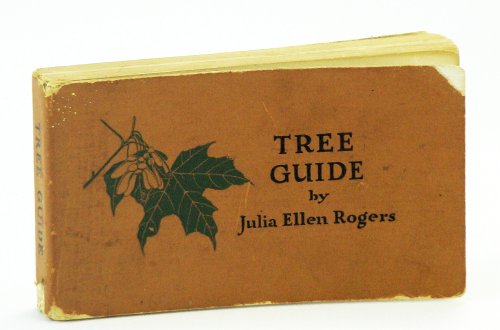 TREE GUIDE
TREE
GUIDE
by
Julia Ellen Rogers